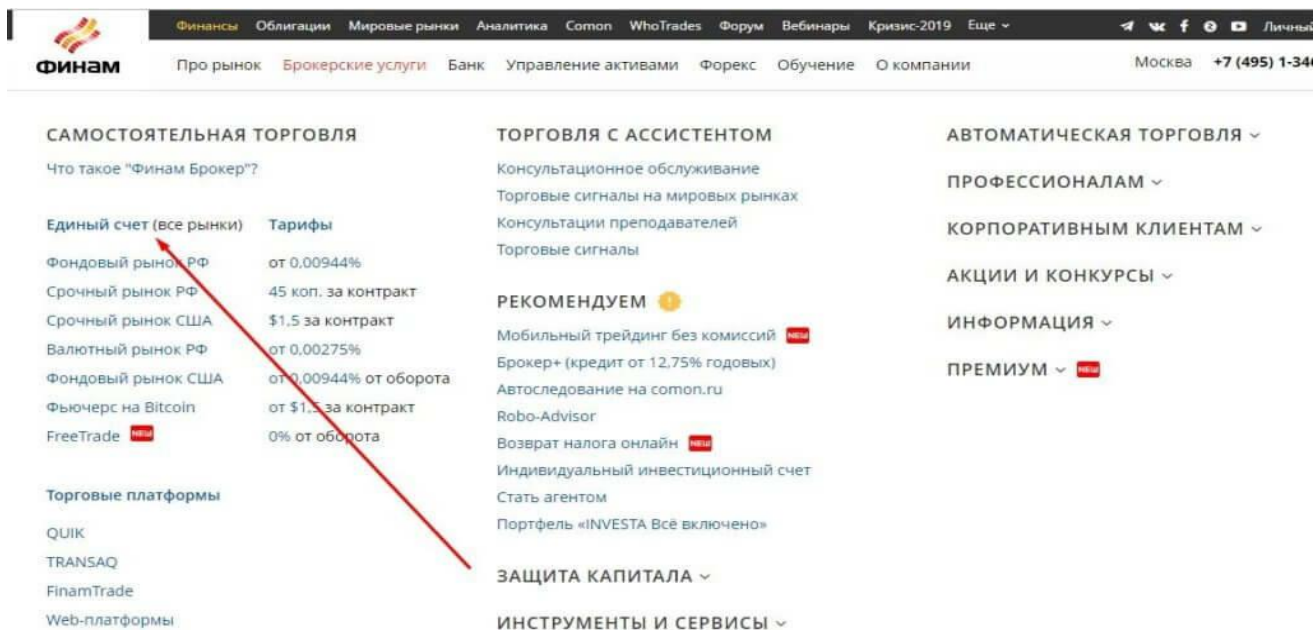 Финансы Облигации Мировые рынки Аналитика Comon WhoTrades Форум Вебинары Кризис-2019 Еще Личный
ФИНАМ
Про рынок Брокерские услуги Банк Управление активами Форекс Обучение О компании Москва +7 (495) 1-346
САМОСТОЯТЕЛЬНАЯ ТОРГОВЛЯ
Что такое "Финам Брокер"?
Единый счет (все рынки) Тарифы
Фондовый рынок РФ от 0,00944%
Срочный рынок РФ 45 коп. за контракт
Срочный рынок США $1,5 за контракт
Валютный рынок РФ от 0,00275%
Фондовый рынок США от 0,00944% от оборота
Фьючерс на Bitcoin от $1,5 за контракт
FreeTrade NEW 0% от оборота
Торговые платформы
QUIK
TRANSAQ
FinamTrade
Web-платформы
ТОРГОВЛЯ С АССИСТЕНТОМ
Консультационное обслуживание
Торговые сигналы на мировых рынках
Консультации преподавателей
Торговые сигналы
РЕКОМЕНДУЕМ !
Мобильный трейдинг без комиссий NEW
Брокер+ (кредит от 12,75% годовых)
Автоследование на comon.ru
Robo-Advisor
Возврат налога онлайн NEW
Индивидуальный инвестиционный счет
Стать агентом
Портфель «INVESTA Всё включено»
ЗАЩИТА КАПИТАЛА
ИНСТРУМЕНТЫ И СЕРВИСЫ
АВТОМАТИЧЕСКАЯ ТОРГОВЛЯ
ПРОФЕССИОНАЛАМ
КОРПОРАТИВНЫМ КЛИЕНТАМ
АКЦИИ И КОНКУРСЫ
ИНФОРМАЦИЯ
ПРЕМИУМ NEW